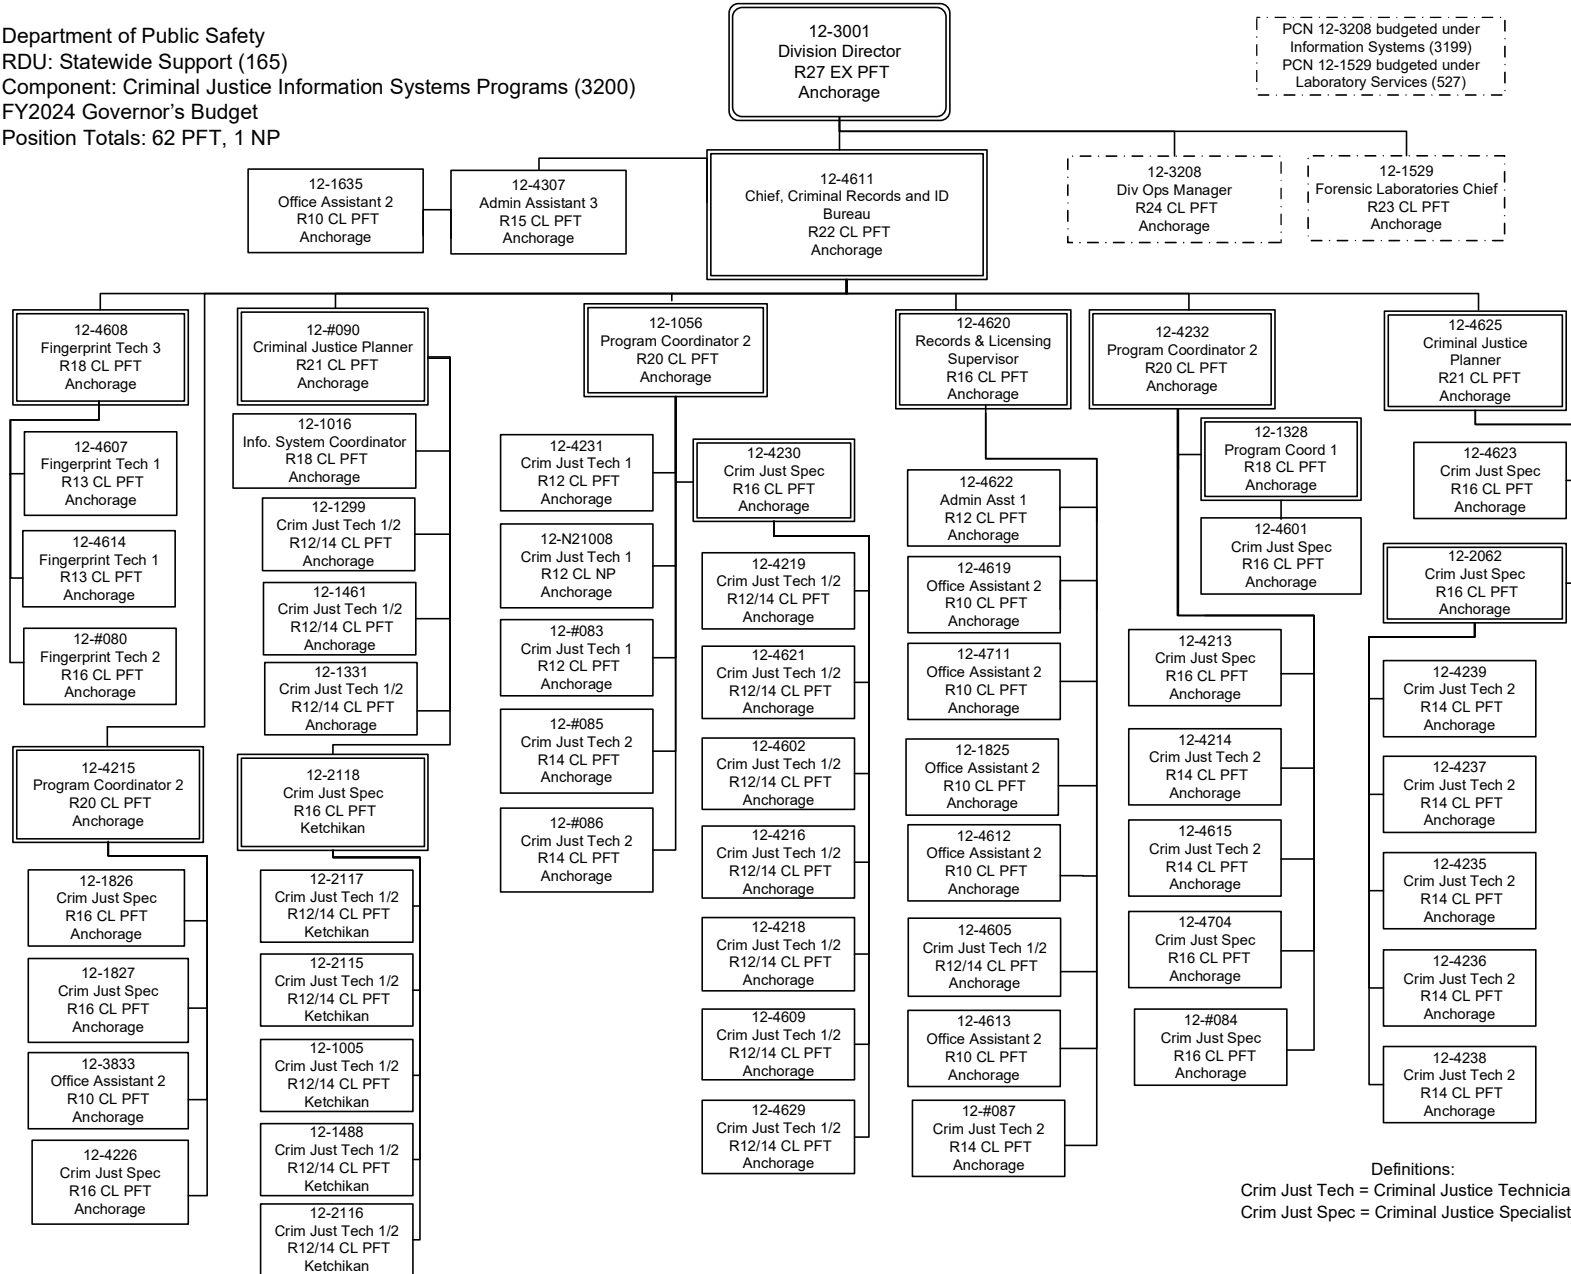 Department of Public Safety
RDU: Statewide Support (165)
Component: Criminal Justice Information Systems Programs (3200)
FY2024 Governor's Budget
Position Totals: 62 PFT, 1 NP
12-3001
Division Director
R27 EX PFT
Anchorage
PCN 12-3208 budgeted under
Information Systems (3199)
PCN 12-1529 budgeted under
Laboratory Services (527)
12-1635
Office Assistant 2
R10 CL PFT
Anchorage
12-4307
Admin Assistant 3
R15 CL PFT
Anchorage
12-4611
Chief, Criminal Records and ID
Bureau
R22 CL PFT
Anchorage
12-3208
Div Ops Manager
R24 CL PFT
Anchorage
12-1529
Forensic Laboratories Chief
R23 CL PFT
Anchorage
12-4608
Fingerprint Tech 3
R18 CL PFT
Anchorage
12-4607
Fingerprint Tech 1
R13 CL PFT
Anchorage
12-4614
Fingerprint Tech 1
R13 CL PFT
Anchorage
12-#080
Fingerprint Tech 2
R16 CL PFT
Anchorage
12-4215
Program Coordinator 2
R20 CL PFT
Anchorage
12-1826
Crim Just Spec
R16 CL PFT
Anchorage
12-1827
Crim Just Spec
R16 CL PFT
Anchorage
12-3833
Office Assistant 2
R10 CL PFT
Anchorage
12-4226
Crim Just Spec
R16 CL PFT
Anchorage
12-#090
Criminal Justice Planner
R21 CL PFT
Anchorage
12-1016
Info. System Coordinator
R18 CL PFT
Anchorage
12-1299
Crim Just Tech 1/2
R12/14 CL PFT
Anchorage
12-1461
Crim Just Tech 1/2
R12/14 CL PFT
Anchorage
12-1331
Crim Just Tech 1/2
R12/14 CL PFT
Anchorage
12-2118
Crim Just Spec
R16 CL PFT
Ketchikan
12-2117
Crim Just Tech 1/2
R12/14 CL PFT
Ketchikan
12-2115
Crim Just Tech 1/2
R12/14 CL PFT
Ketchikan
12-1005
Crim Just Tech 1/2
R12/14 CL PFT
Ketchikan
12-1488
Crim Just Tech 1/2
R12/14 CL PFT
Ketchikan
12-2116
Crim Just Tech 1/2
R12/14 CL PFT
Ketchikan
12-1056
Program Coordinator 2
R20 CL PFT
Anchorage
12-4231
Crim Just Tech 1
R12 CL PFT
Anchorage
12-N21008
Crim Just Tech 1
R12 CL NP
Anchorage
12-#083
Crim Just Tech 1
R12 CL PFT
Anchorage
12-#085
Crim Just Tech 2
R14 CL PFT
Anchorage
12-#086
Crim Just Tech 2
R14 CL PFT
Anchorage
12-4230
Crim Just Spec
R16 CL PFT
Anchorage
12-4219
Crim Just Tech 1/2
R12/14 CL PFT
Anchorage
12-4621
Crim Just Tech 1/2
R12/14 CL PFT
Anchorage
12-4602
Crim Just Tech 1/2
R12/14 CL PFT
Anchorage
12-4216
Crim Just Tech 1/2
R12/14 CL PFT
Anchorage
12-4218
Crim Just Tech 1/2
R12/14 CL PFT
Anchorage
12-4609
Crim Just Tech 1/2
R12/14 CL PFT
Anchorage
12-4629
Crim Just Tech 1/2
R12/14 CL PFT
Anchorage
12-4620
Records & Licensing
Supervisor
R16 CL PFT
Anchorage
12-4622
Admin Asst 1
R12 CL PFT
Anchorage
12-4619
Office Assistant 2
R10 CL PFT
Anchorage
12-4711
Office Assistant 2
R10 CL PFT
Anchorage
12-1825
Office Assistant 2
R10 CL PFT
Anchorage
12-4612
Office Assistant 2
R10 CL PFT
Anchorage
12-4605
Crim Just Tech 1/2
R12/14 CL PFT
Anchorage
12-4613
Office Assistant 2
R10 CL PFT
Anchorage
12-#087
Crim Just Tech 2
R14 CL PFT
Anchorage
12-4232
Program Coordinator 2
R20 CL PFT
Anchorage
12-1328
Program Coord 1
R18 CL PFT
Anchorage
12-4601
Crim Just Spec
R16 CL PFT
Anchorage
12-4213
Crim Just Spec
R16 CL PFT
Anchorage
12-4214
Crim Just Tech 2
R14 CL PFT
Anchorage
12-4615
Crim Just Tech 2
R14 CL PFT
Anchorage
12-4704
Crim Just Spec
R16 CL PFT
Anchorage
12-#084
Crim Just Spec
R16 CL PFT
Anchorage
12-4625
Criminal Justice
Planner
R21 CL PFT
Anchorage
12-4623
Crim Just Spec
R16 CL PFT
Anchorage
12-2062
Crim Just Spec
R16 CL PFT
Anchorage
12-4239
Crim Just Tech 2
R14 CL PFT
Anchorage
12-4237
Crim Just Tech 2
R14 CL PFT
Anchorage
12-4235
Crim Just Tech 2
R14 CL PFT
Anchorage
12-4236
Crim Just Tech 2
R14 CL PFT
Anchorage
12-4238
Crim Just Tech 2
R14 CL PFT
Anchorage
Definitions:
Crim Just Tech = Criminal Justice Technicia
Crim Just Spec = Criminal Justice Specialist